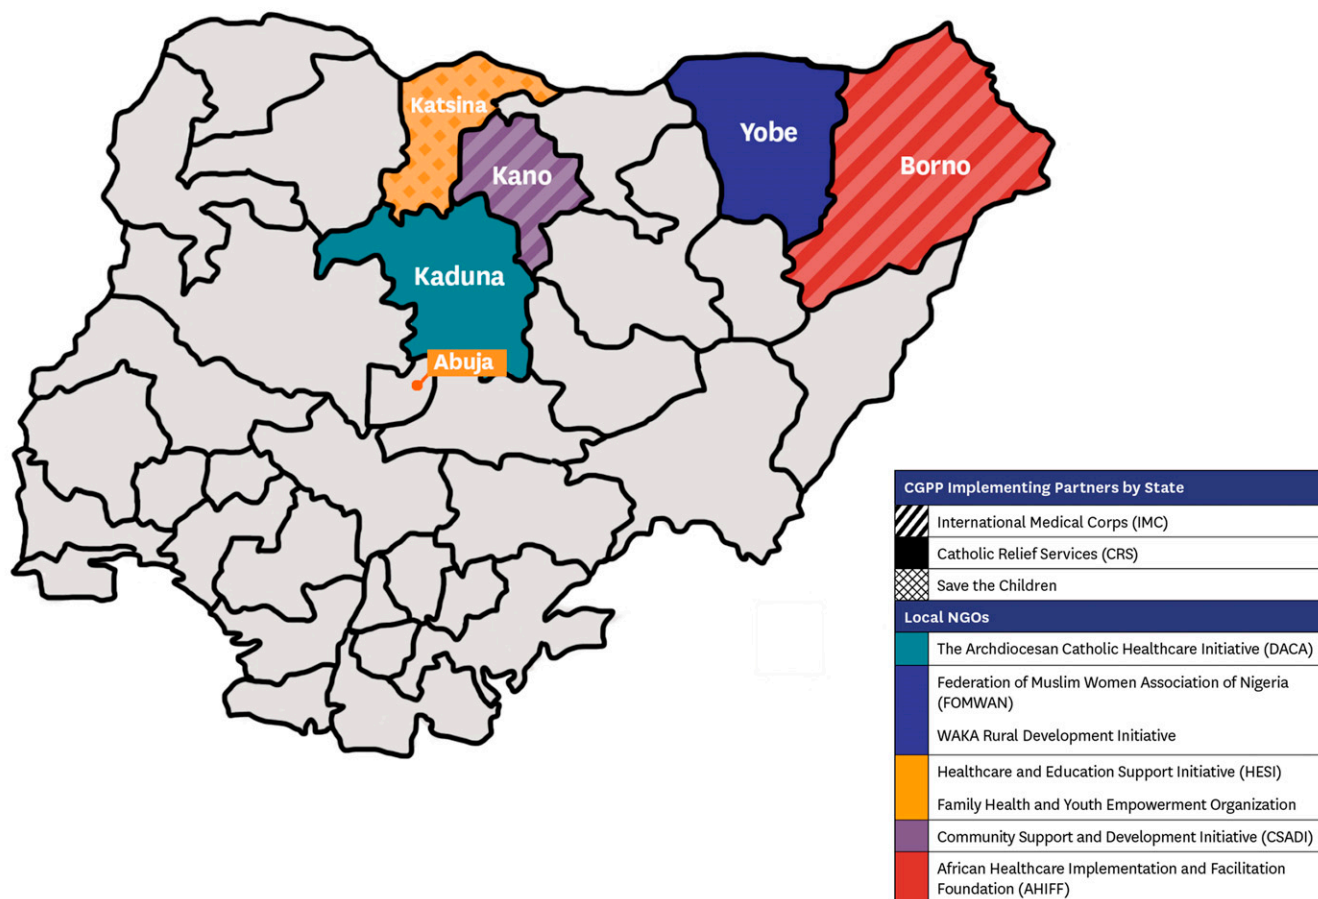 Katsina
Yobe
Borno
Kano
Kaduna
Abuja
CGPP Implementing Partners by State
International Medical Corps (IMC)
Catholic Relief Services (CRS)
Save the Children
Local NGOs
The Archdiocesan Catholic Healthcare Initiative (DACA)
Federation of Muslim Women Association of Nigeria
(FOMWAN)
WAKA Rural Development Initiative
Healthcare and Education Support Initiative (HESI)
Family Health and Youth Empowerment Organization
Community Support and Development Initiative (CSADI)
African Healthcare Implementation and Facilitation
Foundation (AHIFF)